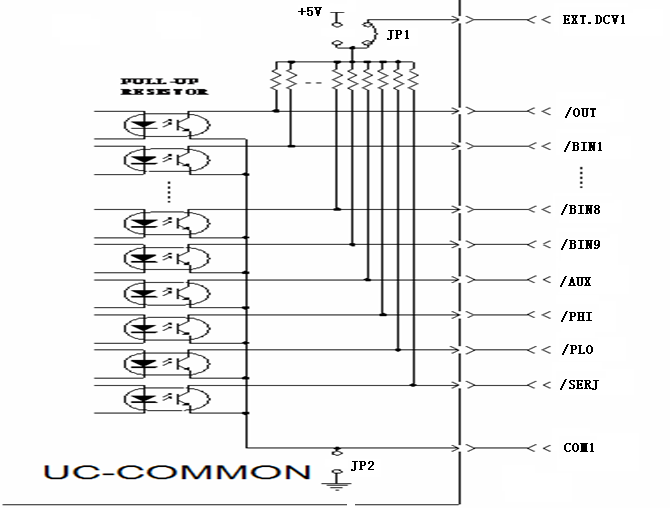 +5V
EXT.DCV1
JP1
PULL-UP
RESISTOR
/OUT
/BIN1
/BIN8
/BIN9
/AUX
/PHI
/PLO
/SERJ
COM1
JP2
UC-COMMON